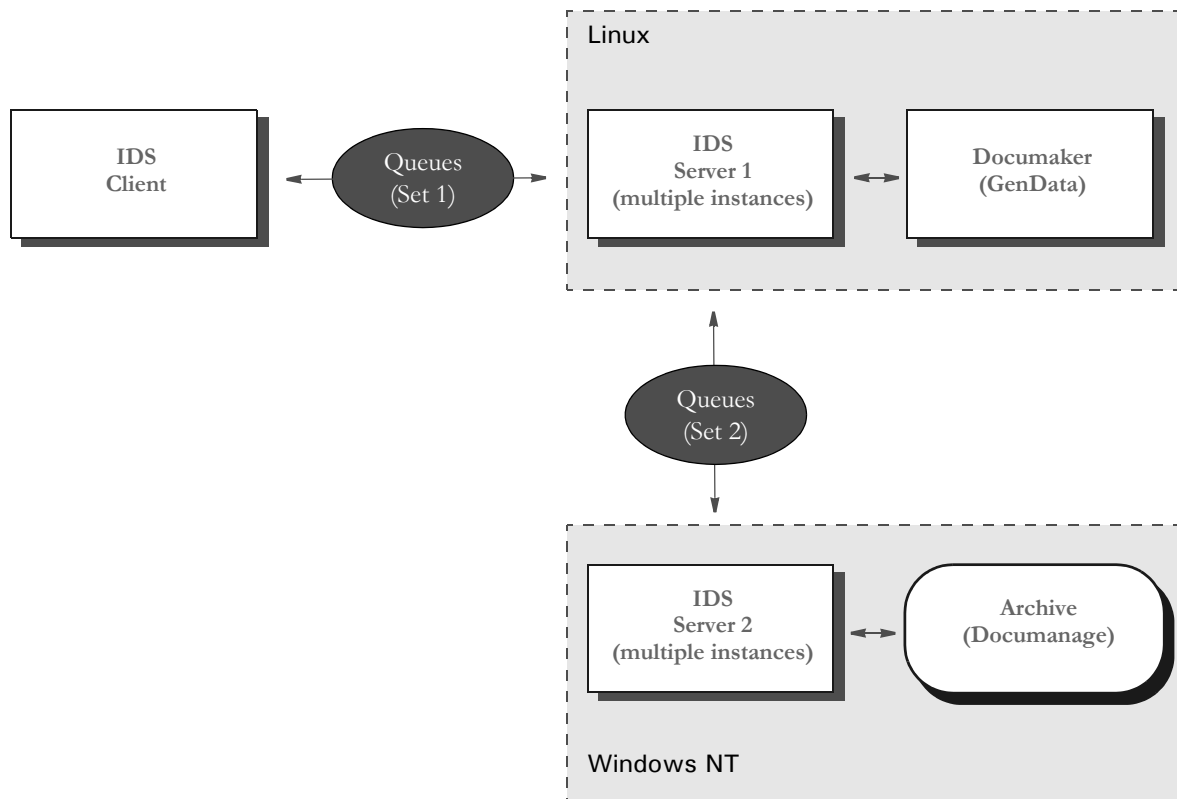 Linux
IDS
Client
Queues
(Set 1)
IDS
Server 1
(multiple instances)
Documaker
(GenData)
Queues
(Set 2)
IDS
Server 2
(multiple instances)
Archive
(Documanage)
Windows NT